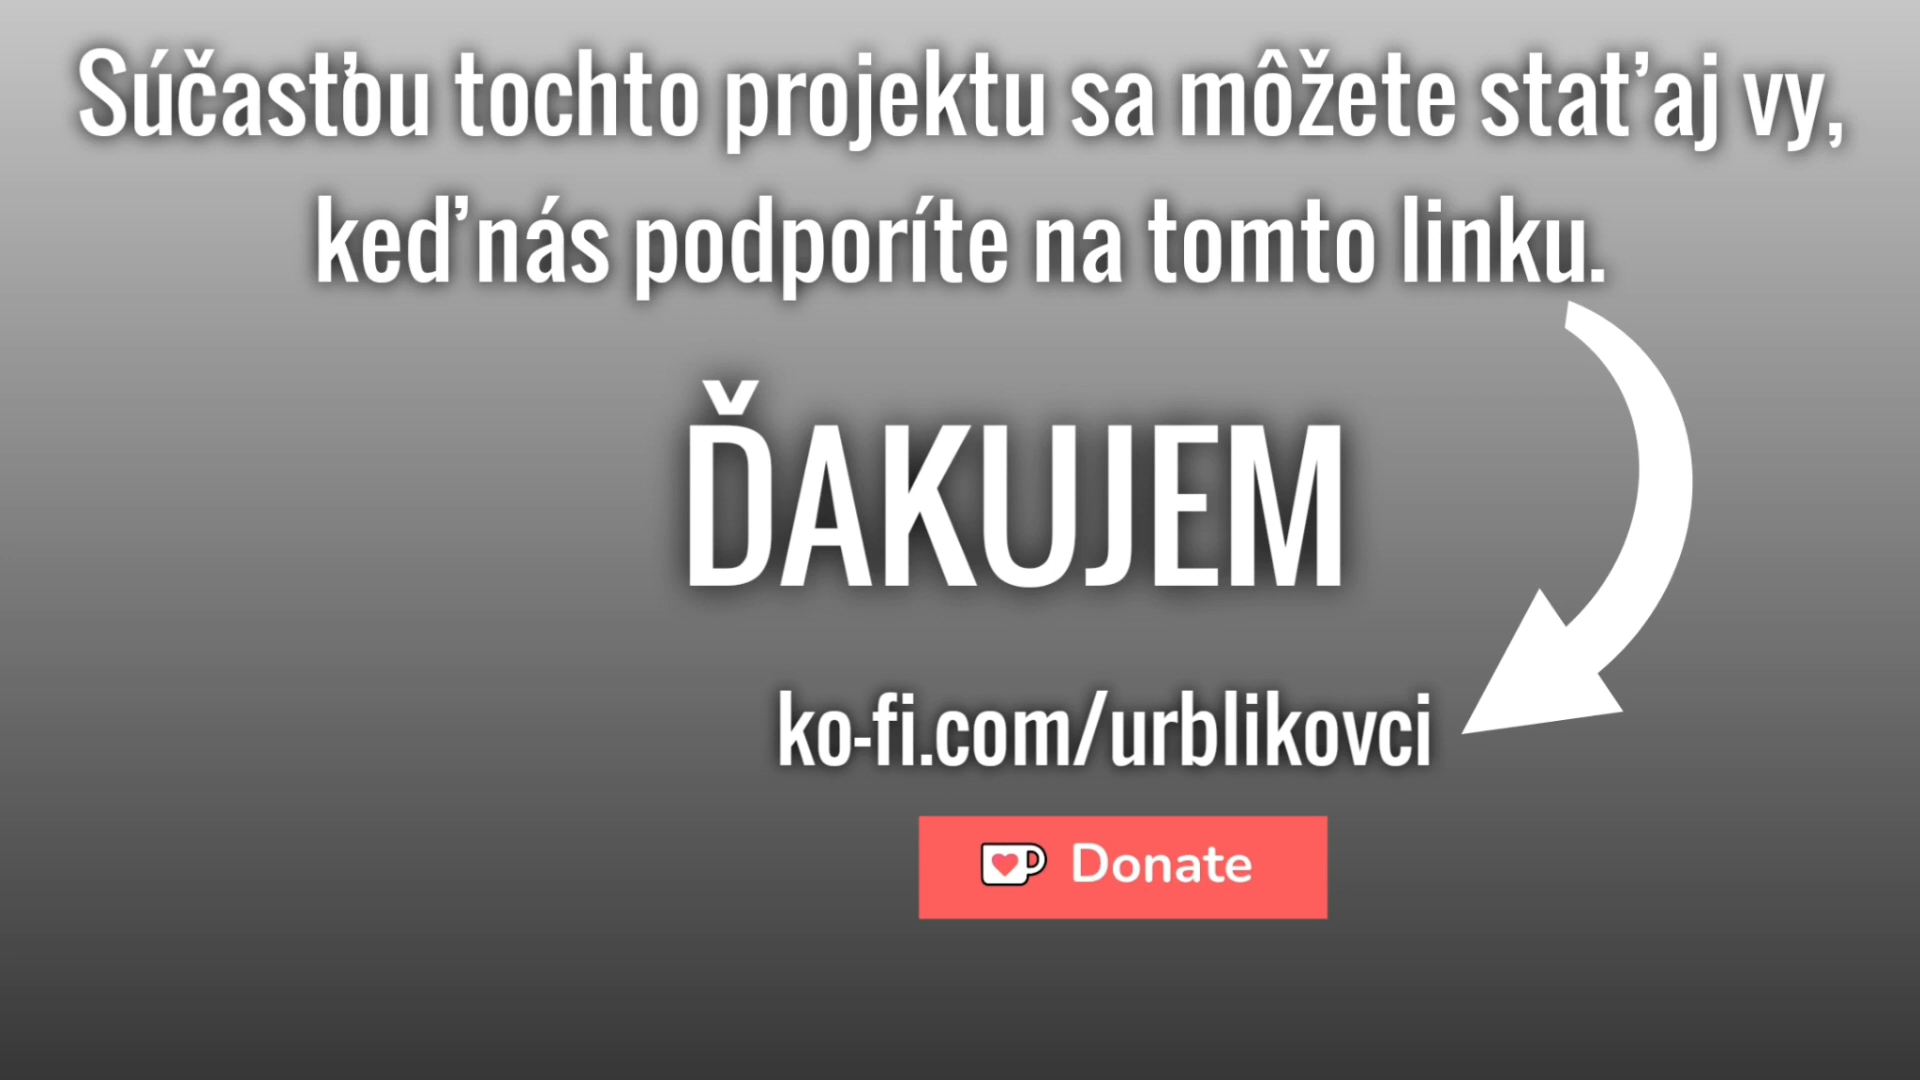 Súčasťou tochto projektu sa môžete stať aj vy,
keď nás podporíte na tomto linku.
ĎAKUJEM
ko-fi.com/urblikovci
Donate